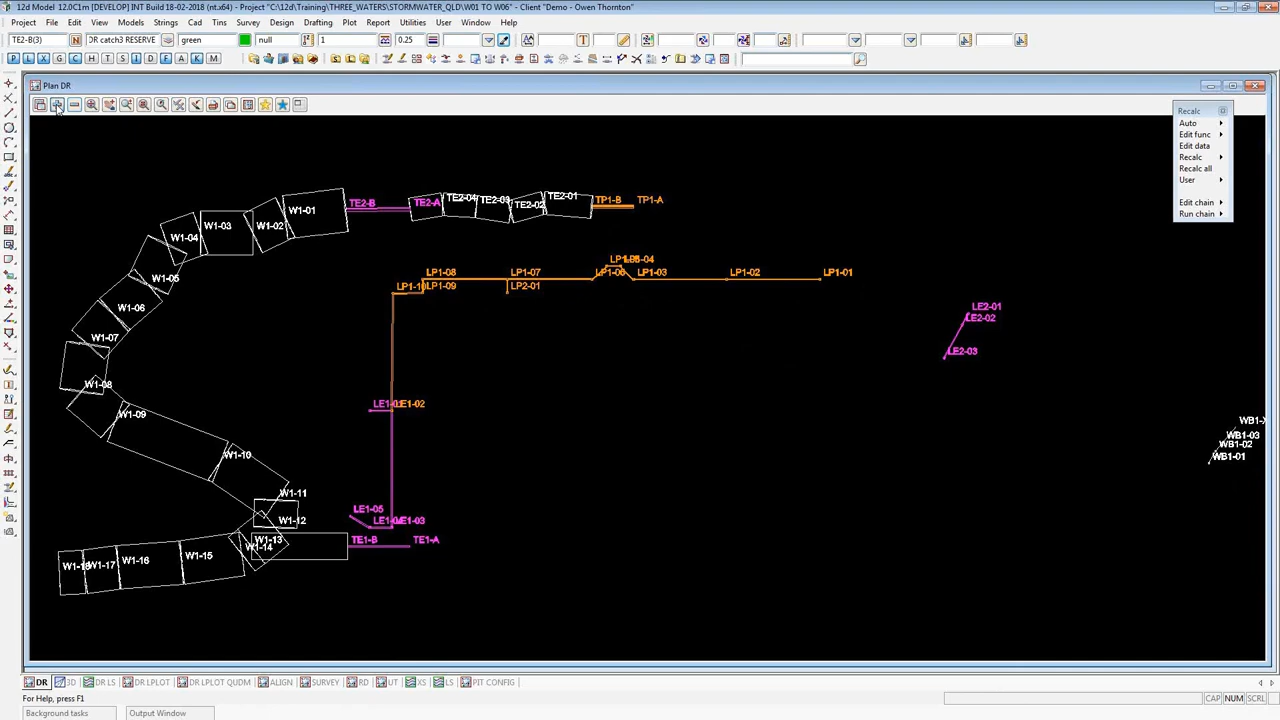 12d Model 12.0C1m [DEVELOP] INT Build 18-02-2018 (nt.x64) - Project "C:\12d\Training\THREE_WATERS\STORMWATER_QLD\W01 TO W06" - Client "Demo - Owen Thornton"
Project File Edit View Models Strings Cad Tins Survey Design Drafting Plot Report Utilities User Window Help
TE2-B(3) DR catch3 RESERVE green null 1 0.25
P L X G C H T S I D F A K M
Plan DR
Recalc
Auto
Edit func
Edit data
Recalc
Recalc all
User
Edit chain
Run chain
W1-01
TE2-B
TE2-A
TE2-04
TE2-03
TE2-02
TE2-01
TP1-B
TP1-A
W1-04
W1-03
W1-02
W1-05
W1-06
W1-07
W1-08
W1-09
W1-10
W1-11
W1-12
W1-13
W1-14
W1-15
W1-16
W1-17
LP1-08
LP1-07
LP1-06
LP1-03
LP1-02
LP1-01
LP1-09
LP2-01
LE2-01
LE2-02
LE2-03
LE1-02
LE1-05
LE1-03
TE1-B
TE1-A
WB1-03
WB1-02
WB1-01
DR 3D DR LS DR LPLOT DR LPLOT QUDM ALIGN SURVEY RD UT XS LS PIT CONFIG
For Help, press F1
CAP NUM SCRL
Background tasks Output Window